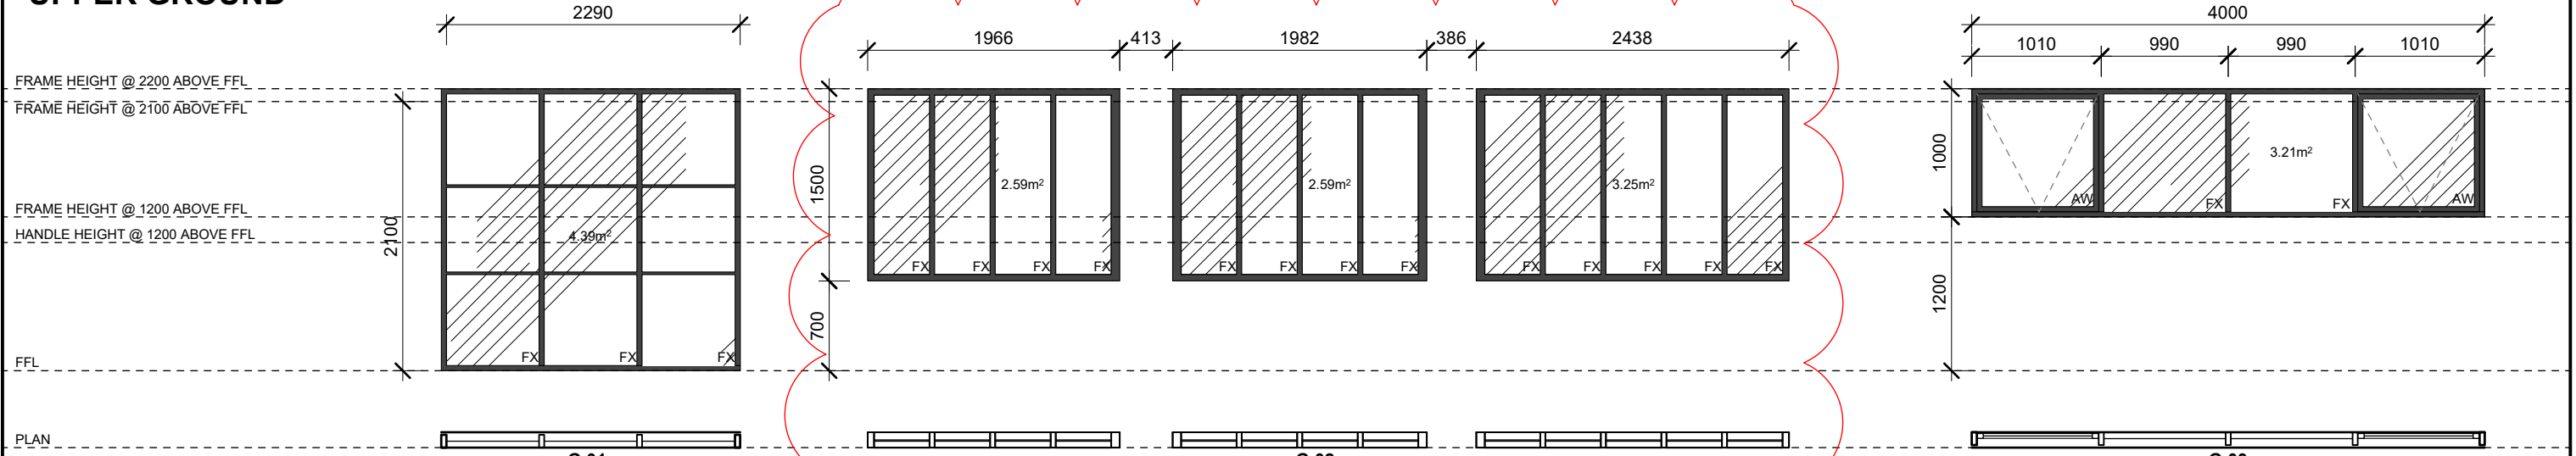 2290
1966
413
1982
386
2438
4000
1010
990
990
1010
FRAME HEIGHT @ 2200 ABOVE FFL
FRAME HEIGHT @ 2100 ABOVE FFL
FRAME HEIGHT @ 1200 ABOVE FFL
HANDLE HEIGHT @ 1200 ABOVE FFL
FFL
PLAN
2100
4.39m²
FX
FX
FX
1500
700
2.59m²
FX
FX
FX
FX
2.59m²
FX
FX
FX
FX
3.25m²
FX
FX
FX
FX
FX
1000
1200
3.21m²
AW
FX
FX
AW